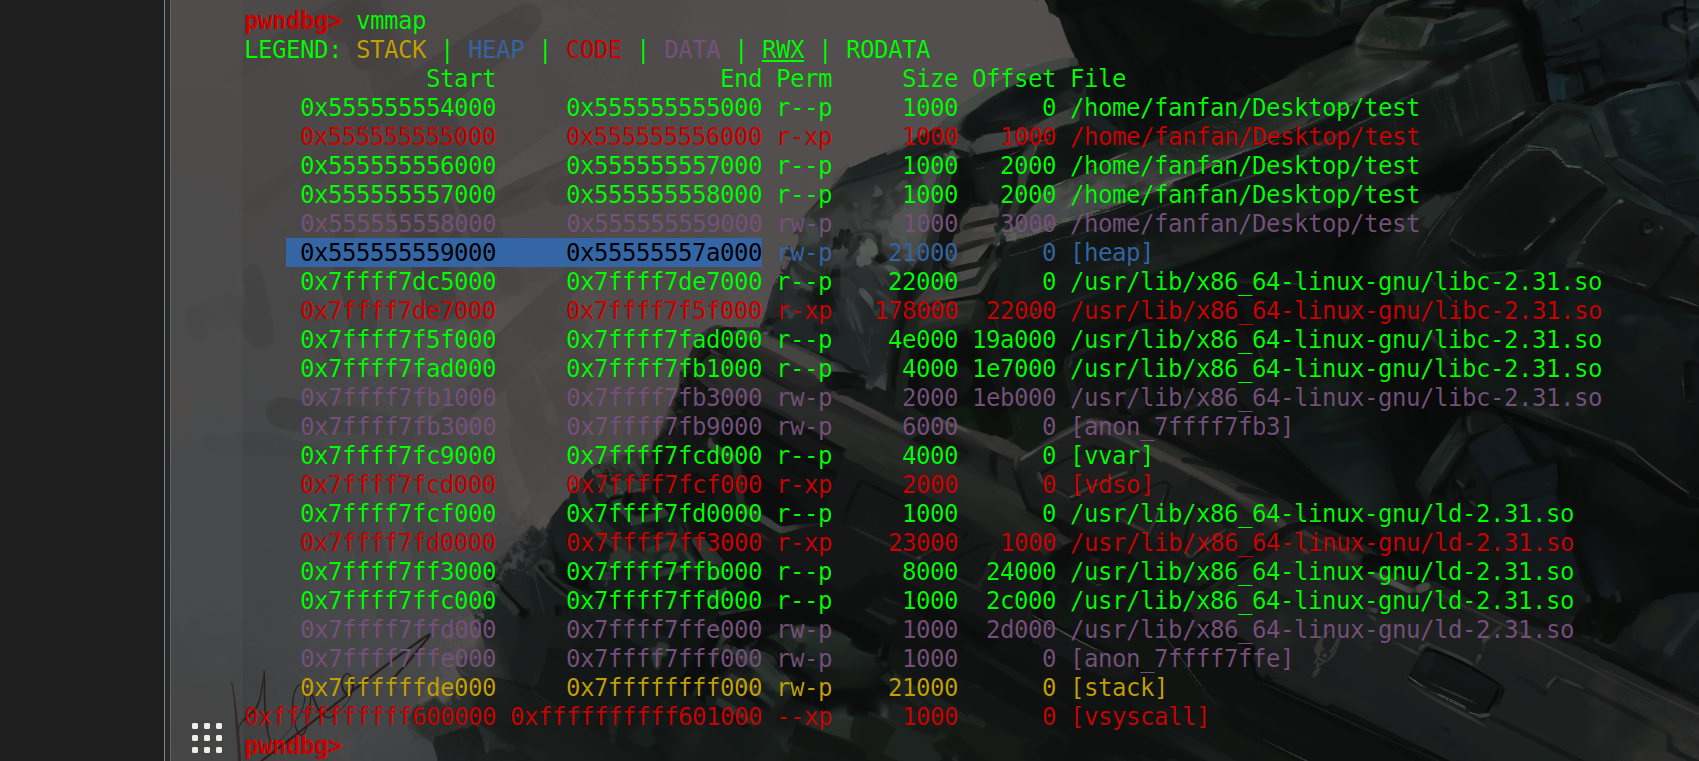 pwndbg> vmmap
LEGEND: STACK | HEAP | CODE | DATA | RWX | RODATA
Start End Perm Size Offset File
0x555555554000 0x555555555000 r--p 1000 0 /home/fanfan/Desktop/test
0x555555555000 0x555555556000 r-xp 1000 1000 /home/fanfan/Desktop/test
0x555555556000 0x555555557000 r--p 1000 2000 /home/fanfan/Desktop/test
0x555555557000 0x555555558000 r--p 1000 2000 /home/fanfan/Desktop/test
0x555555558000 0x555555559000 rw-p 1000 3000 /home/fanfan/Desktop/test
0x555555559000 0x55555557a000 rw-p 21000 0 [heap]
0x7ffff7dc5000 0x7ffff7de7000 r--p 22000 0 /usr/lib/x86_64-linux-gnu/libc-2.31.so
0x7ffff7de7000 0x7ffff7f5f000 r-xp 178000 22000 /usr/lib/x86_64-linux-gnu/libc-2.31.so
0x7ffff7f5f000 0x7ffff7fad000 r--p 4e000 19a000 /usr/lib/x86_64-linux-gnu/libc-2.31.so
0x7ffff7fad000 0x7ffff7fb1000 r--p 4000 1e7000 /usr/lib/x86_64-linux-gnu/libc-2.31.so
0x7ffff7fb1000 0x7ffff7fb3000 rw-p 2000 1eb000 /usr/lib/x86_64-linux-gnu/libc-2.31.so
0x7ffff7fb3000 0x7ffff7fb9000 rw-p 6000 0 [anon_7ffff7fb3]
0x7ffff7fc9000 0x7ffff7fcd000 r--p 4000 0 [vvar]
0x7ffff7fcd000 0x7ffff7fcf000 r-xp 2000 0 [vdso]
0x7ffff7fcf000 0x7ffff7fd0000 r--p 1000 0 /usr/lib/x86_64-linux-gnu/ld-2.31.so
0x7ffff7fd0000 0x7ffff7ff3000 r-xp 23000 1000 /usr/lib/x86_64-linux-gnu/ld-2.31.so
0x7ffff7ff3000 0x7ffff7ffb000 r--p 8000 24000 /usr/lib/x86_64-linux-gnu/ld-2.31.so
0x7ffff7ffc000 0x7ffff7ffd000 r--p 1000 2c000 /usr/lib/x86_64-linux-gnu/ld-2.31.so
0x7ffff7ffd000 0x7ffff7ffe000 rw-p 1000 2d000 /usr/lib/x86_64-linux-gnu/ld-2.31.so
0x7ffff7ffe000 0x7ffff7fff000 rw-p 1000 0 [anon_7ffff7ffe]
0x7ffffffde000 0x7ffffffff000 rw-p 21000 0 [stack]
0xffffffffff600000 0xffffffffff601000 --xp 1000 0 [vsyscall]
pwndbg>